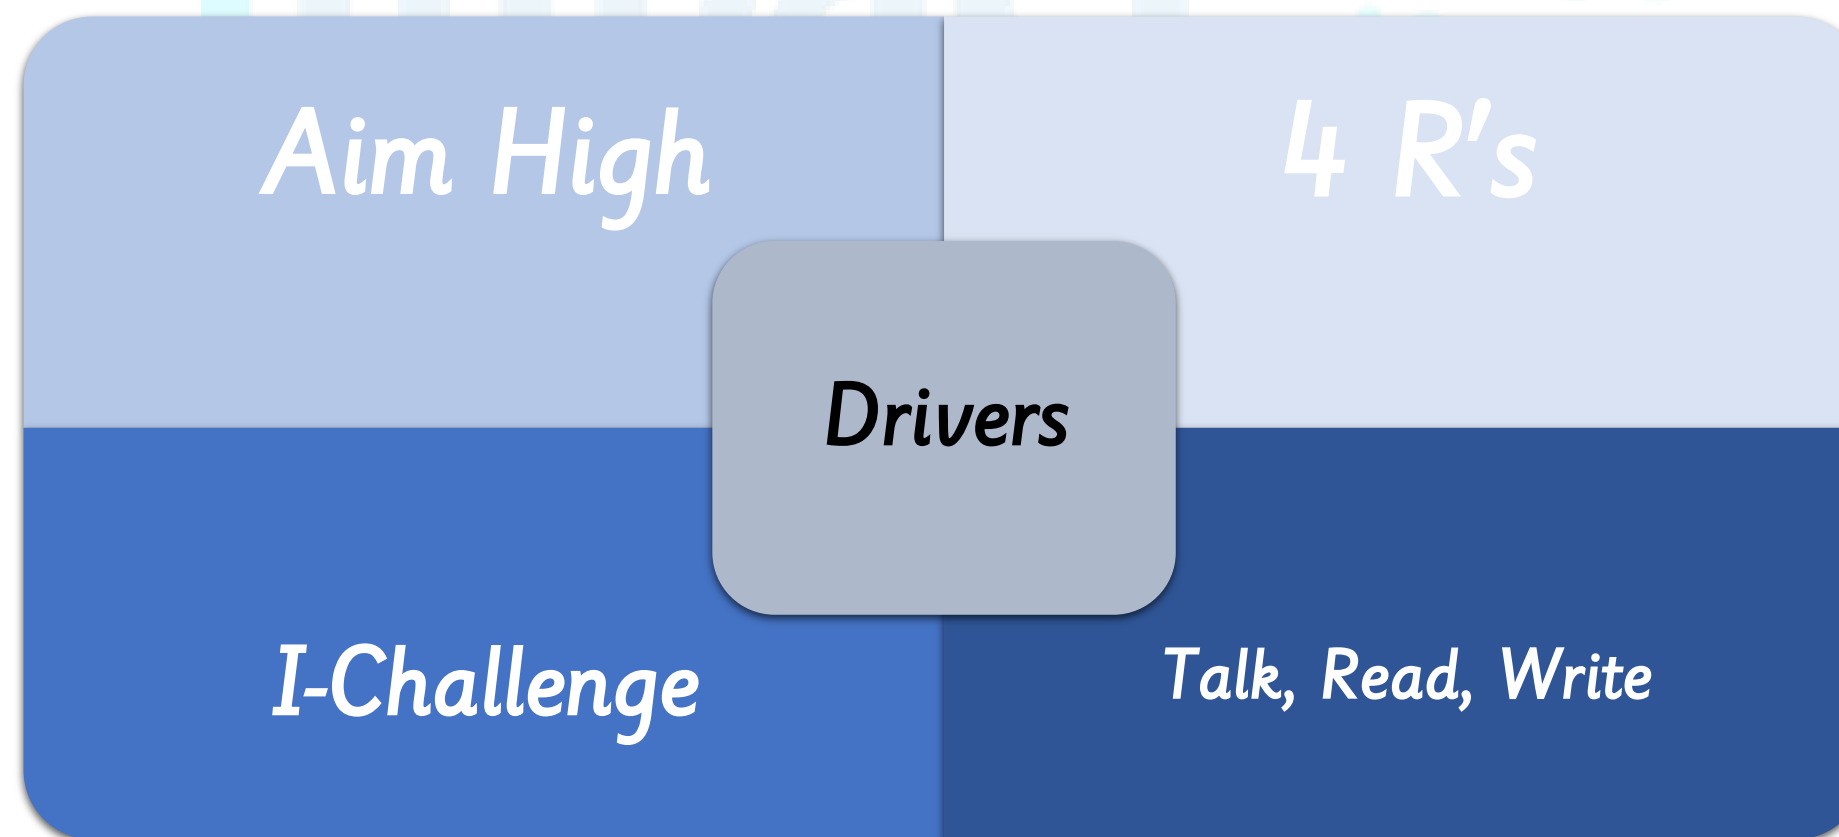 Aim High
4 R's
Drivers
I-Challenge
Talk, Read, Write